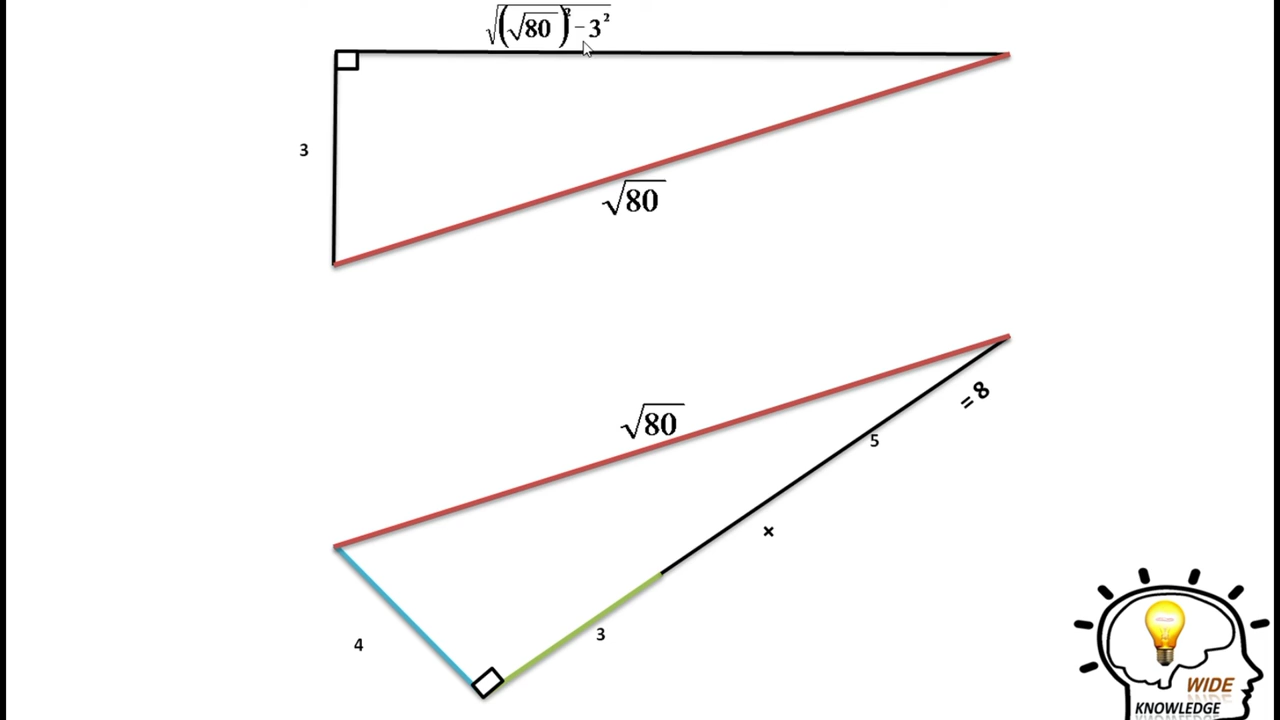 √((√80)² − 3²)
3
√80
√80
= 8
5
×
3
4
WIDE
KNOWLEDGE